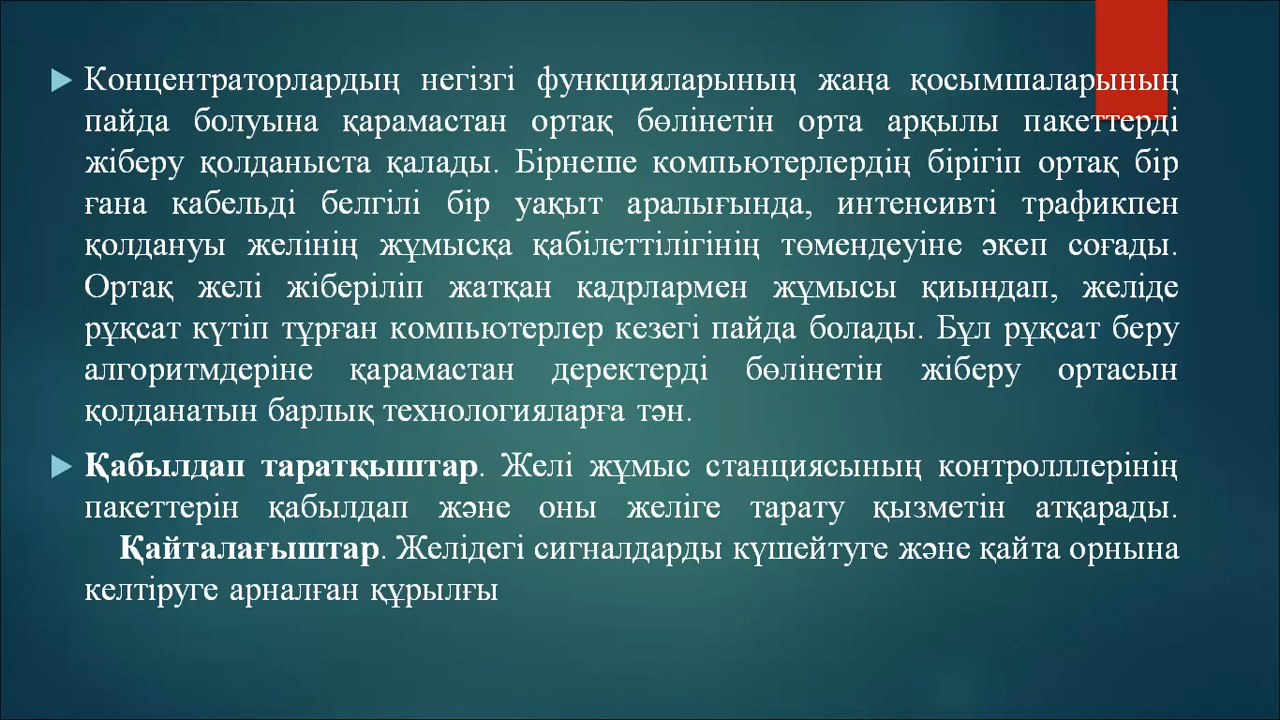 Концентраторлардың негізгі функцияларының жаңа қосымшаларының
пайда болуына қарамастан ортақ бөлінетін орта арқылы пакеттерді
жіберу қолданыста қалады. Бірнеше компьютерлердің бірігіп ортақ бір
ғана кабельді белгілі бір уақыт аралығында, интенсивті трафикпен
қолдануы желінің жұмысқа қабілеттілігінің төмендеуіне әкеп соғады.
Ортақ желі жіберіліп жатқан кадрлармен жұмысы қиындап, желіде
рұқсат күтіп тұрған компьютерлер кезегі пайда болады. Бұл рұқсат беру
алгоритмдеріне қарамастан деректерді бөлінетін жіберу ортасын
қолданатын барлық технологияларға тән.
Қабылдап таратқыштар. Желі жұмыс станциясының контролллерінің
пакеттерін қабылдап және оны желіге тарату қызметін атқарады.
Қайталағыштар. Желідегі сигналдарды күшейтуге және қайта орнына
келтіруге арналған құрылғы